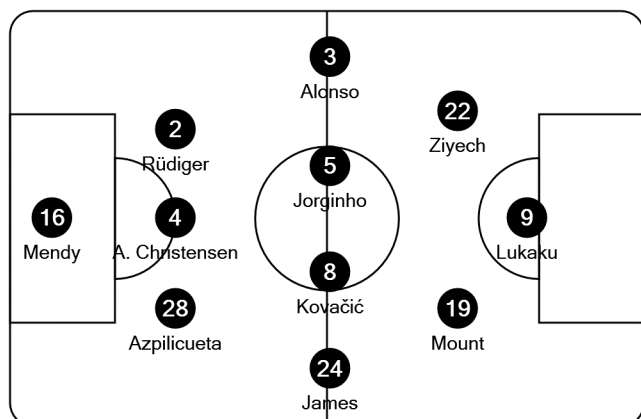 3
Alonso
22
Ziyech
2
Rüdiger
5
Jorginho
16
Mendy
4
A. Christensen
9
Lukaku
8
Kovačić
28
Azpilicueta
19
Mount
24
James